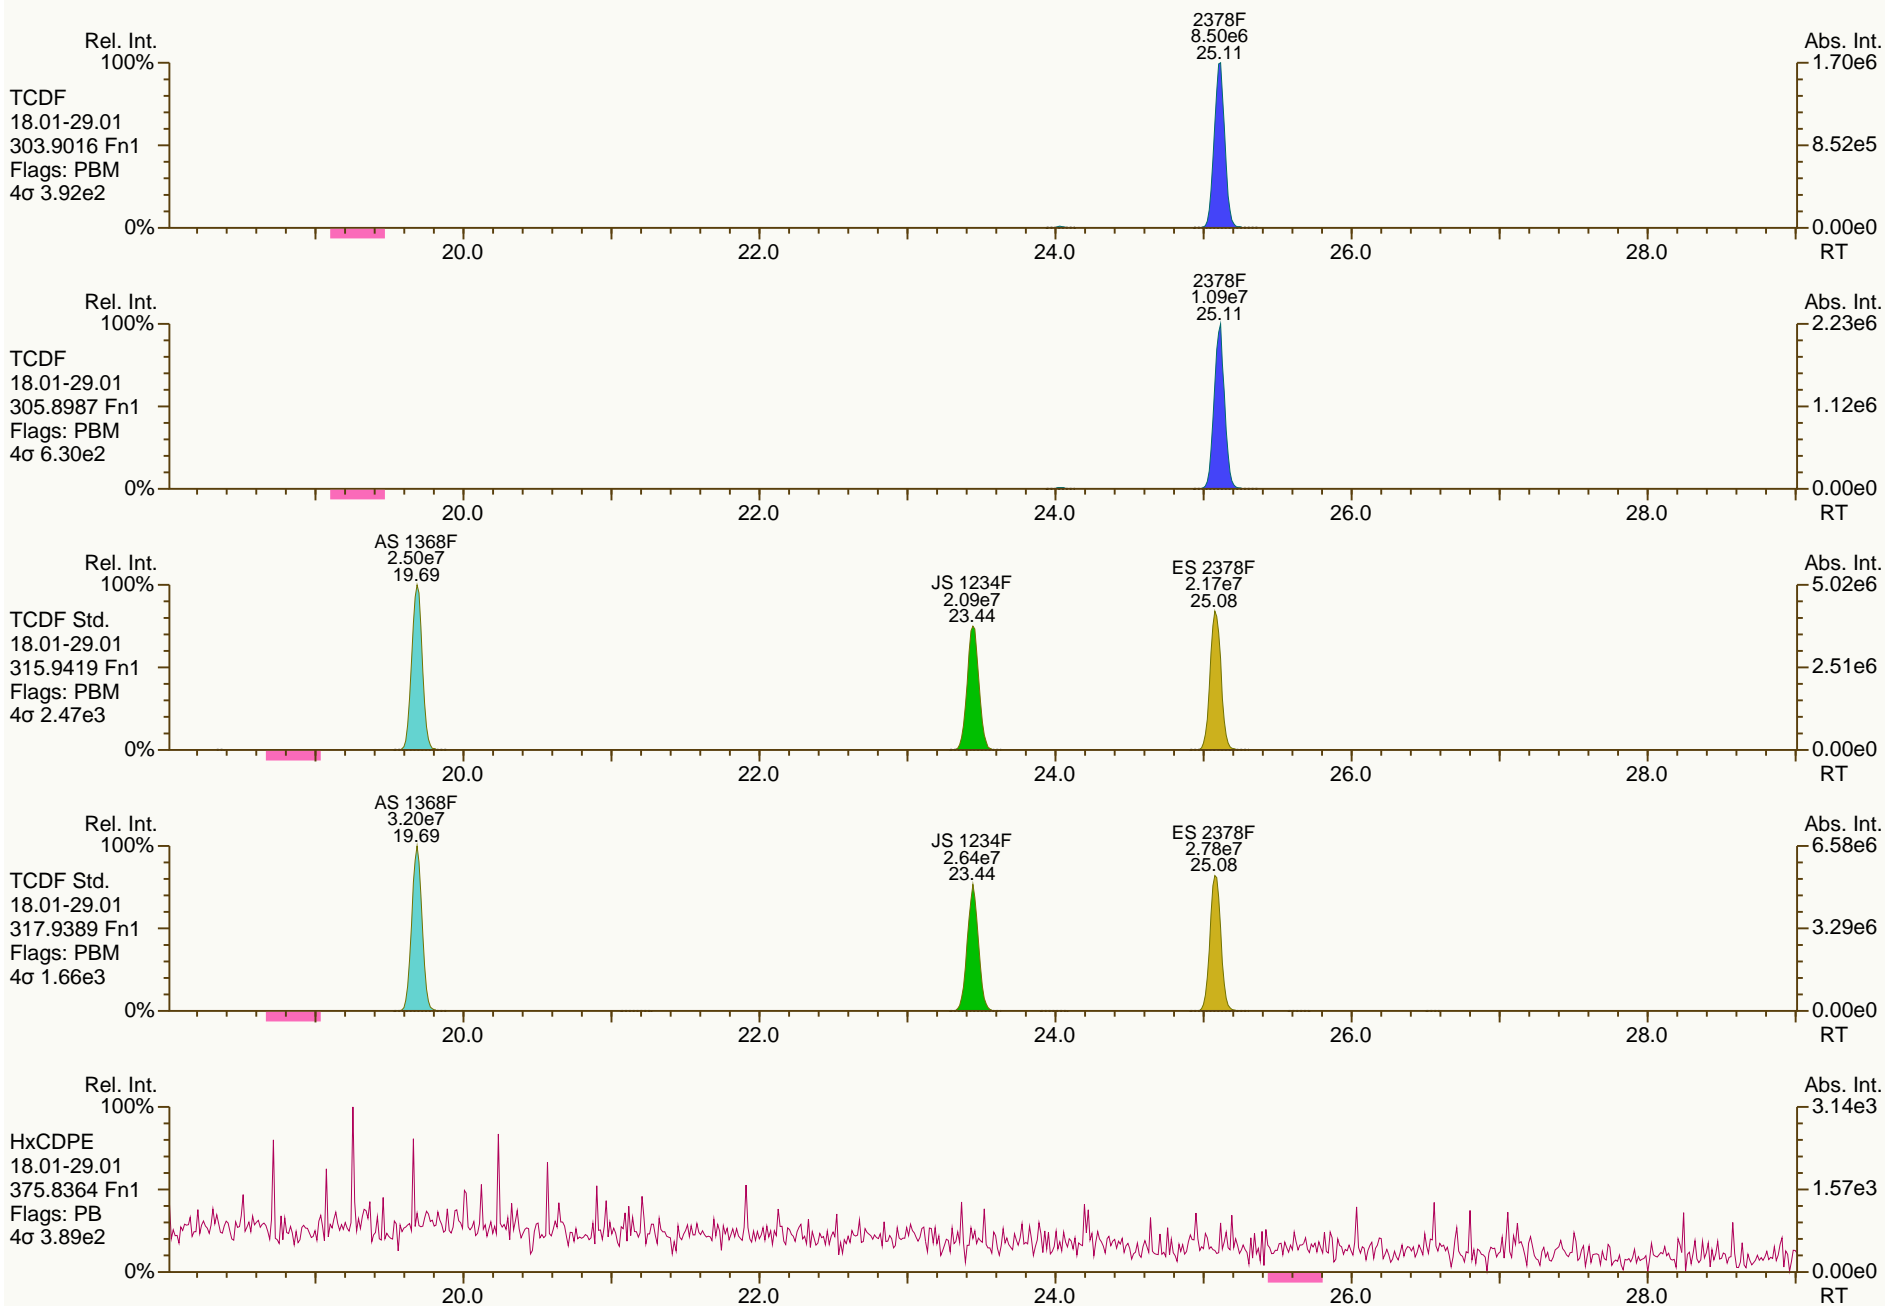 2378F
8.50e6
25.11
Rel. Int.
Abs. Int.
100%
1.70e6
TCDF
18.01-29.01
303.9016 Fn1
8.52e5
Flags: PBM
4σ 3.92e2
0%
0.00e0
20.0 22.0 24.0 26.0 28.0 RT
2378F
1.09e7
25.11
Rel. Int.
Abs. Int.
100%
2.23e6
TCDF
18.01-29.01
305.8987 Fn1
1.12e6
Flags: PBM
4σ 6.30e2
0%
0.00e0
20.0 22.0 24.0 26.0 28.0 RT
AS 1368F
2.50e7
19.69
JS 1234F
2.09e7
23.44
ES 2378F
2.17e7
25.08
Rel. Int.
Abs. Int.
100%
5.02e6
TCDF Std.
18.01-29.01
315.9419 Fn1
2.51e6
Flags: PBM
4σ 2.47e3
0%
0.00e0
20.0 22.0 24.0 26.0 28.0 RT
AS 1368F
3.20e7
19.69
JS 1234F
2.64e7
23.44
ES 2378F
2.78e7
25.08
Rel. Int.
Abs. Int.
100%
6.58e6
TCDF Std.
18.01-29.01
317.9389 Fn1
3.29e6
Flags: PBM
4σ 1.66e3
0%
0.00e0
20.0 22.0 24.0 26.0 28.0 RT
Rel. Int.
Abs. Int.
100%
3.14e3
HxCDPE
18.01-29.01
375.8364 Fn1
1.57e3
Flags: PB
4σ 3.89e2
0%
0.00e0
20.0 22.0 24.0 26.0 28.0 RT